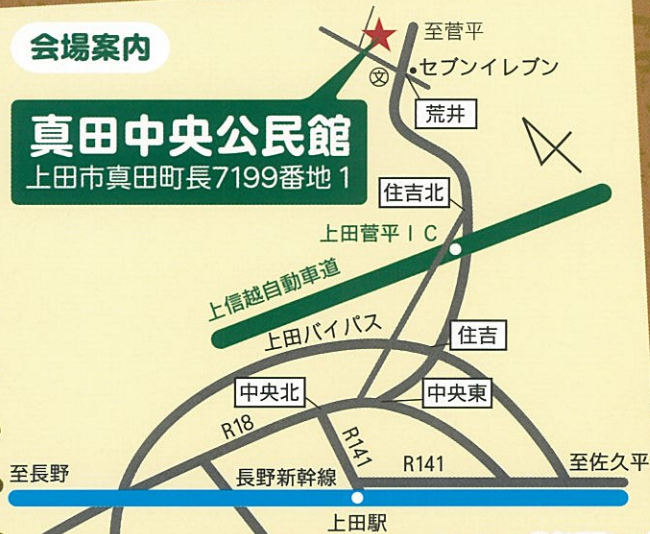 会場案内
至菅平
文
セブンイレブン
荒井
真田中央公民館
上田市真田町長7199番地1
住吉北
上田菅平IC
上信越自動車道
上田バイパス
住吉
中央北
中央東
R18
R141
R141
至長野
長野新幹線
至佐久平
上田駅